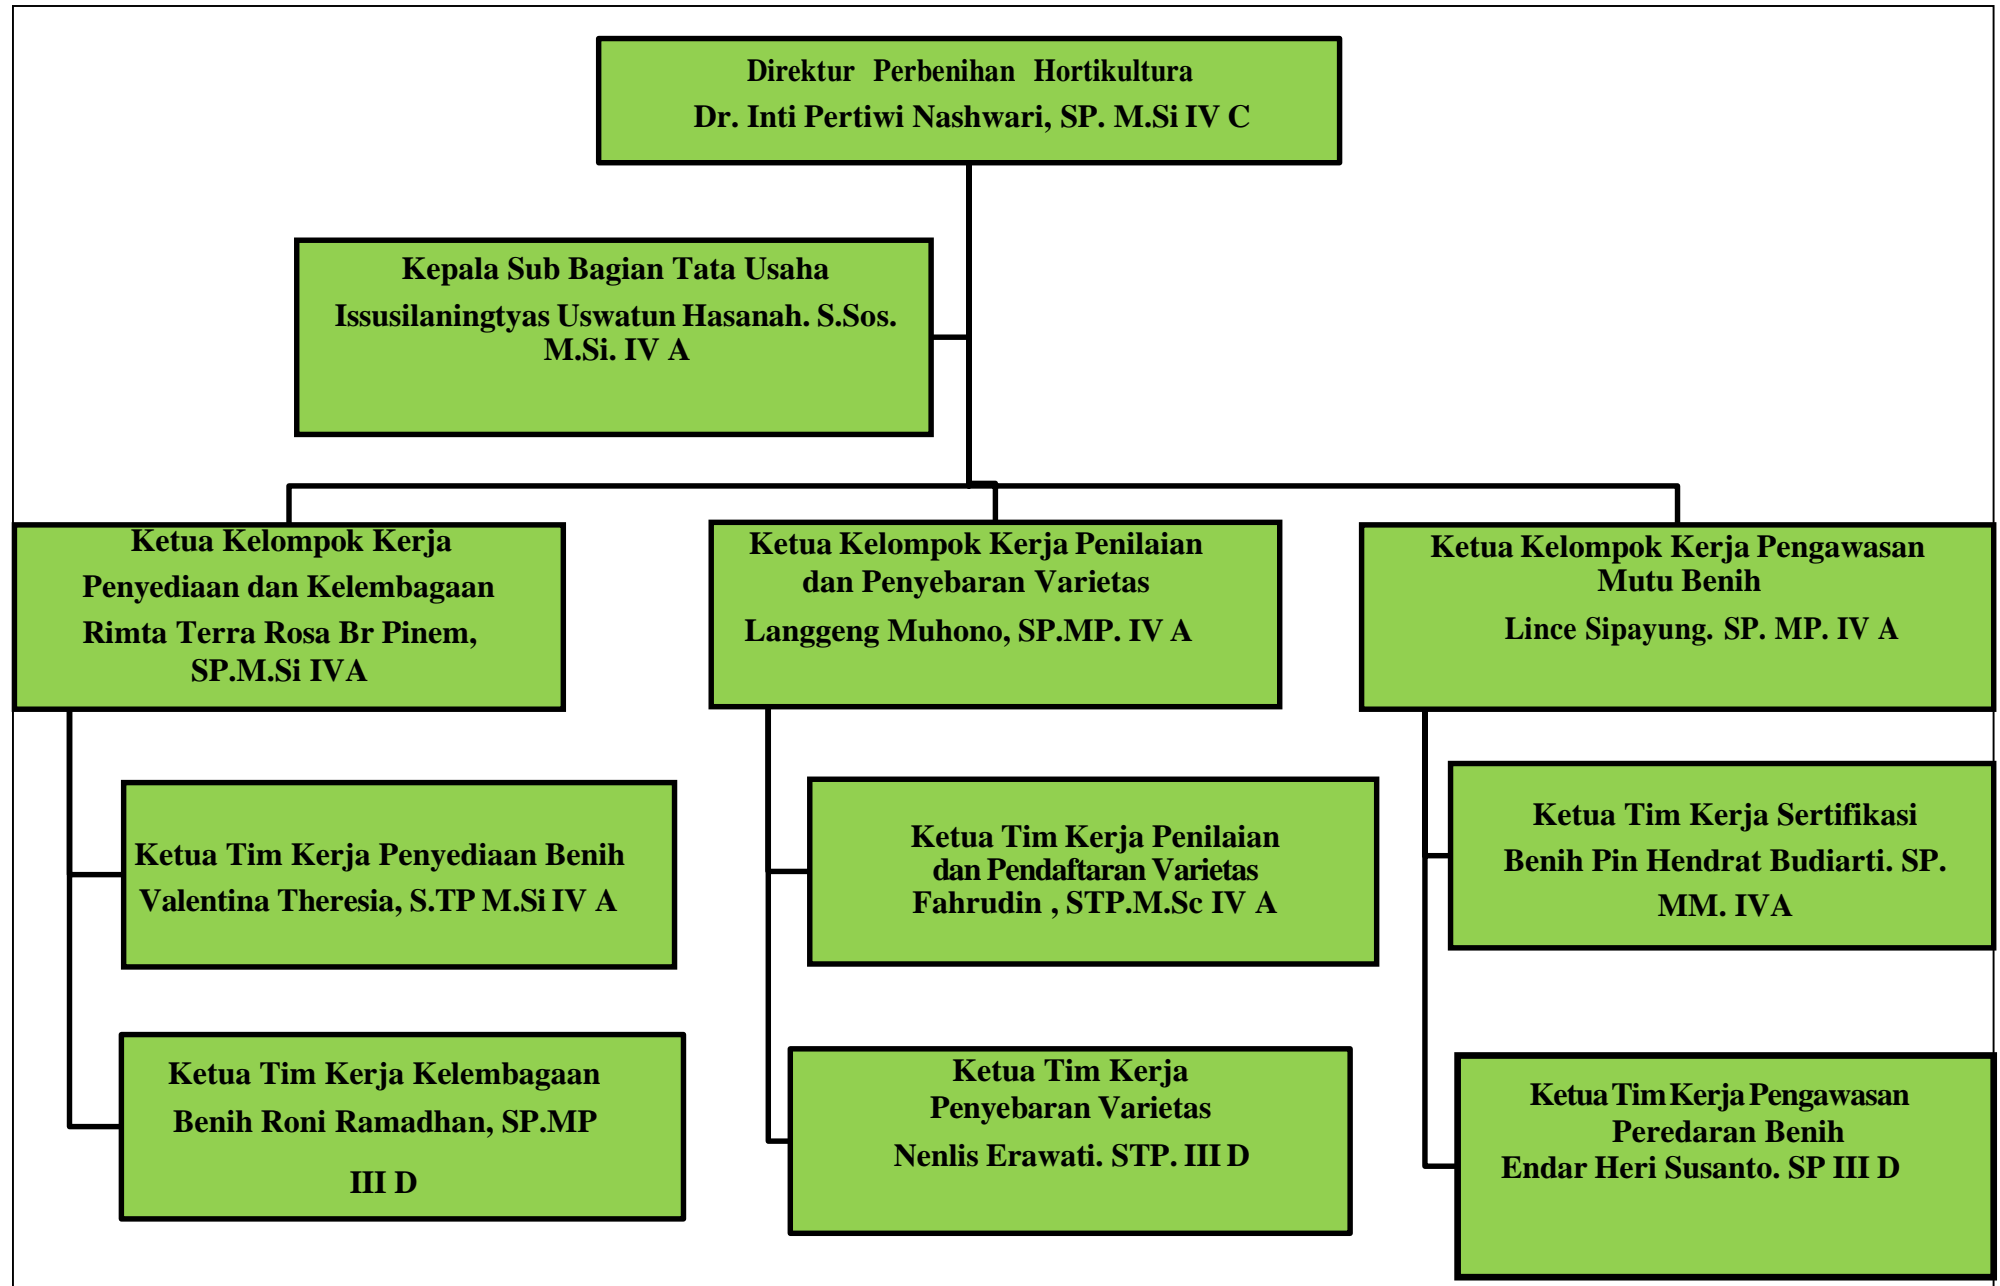 Direktur Perbenihan Hortikultura
Dr. Inti Pertiwi Nashwari, SP. M.Si IV C
Kepala Sub Bagian Tata Usaha
Issusilaningtyas Uswatun Hasanah. S.Sos.
M.Si. IV A
Ketua Kelompok Kerja
Penyediaan dan Kelembagaan
Rimta Terra Rosa Br Pinem,
SP.M.Si IVA
Ketua Kelompok Kerja Penilaian
dan Penyebaran Varietas
Langgeng Muhono, SP.MP. IV A
Ketua Kelompok Kerja Pengawasan
Mutu Benih
Lince Sipayung. SP. MP. IV A
Ketua Tim Kerja Penyediaan Benih
Valentina Theresia, S.TP M.Si IV A
Ketua Tim Kerja Penilaian
dan Pendaftaran Varietas
Fahrudin , STP.M.Sc IV A
Ketua Tim Kerja Sertifikasi
Benih Pin Hendrat Budiarti. SP.
MM. IVA
Ketua Tim Kerja Kelembagaan
Benih Roni Ramadhan, SP.MP
III D
Ketua Tim Kerja
Penyebaran Varietas
Nenlis Erawati. STP. III D
Ketua Tim Kerja Pengawasan
Peredaran Benih
Endar Heri Susanto. SP III D